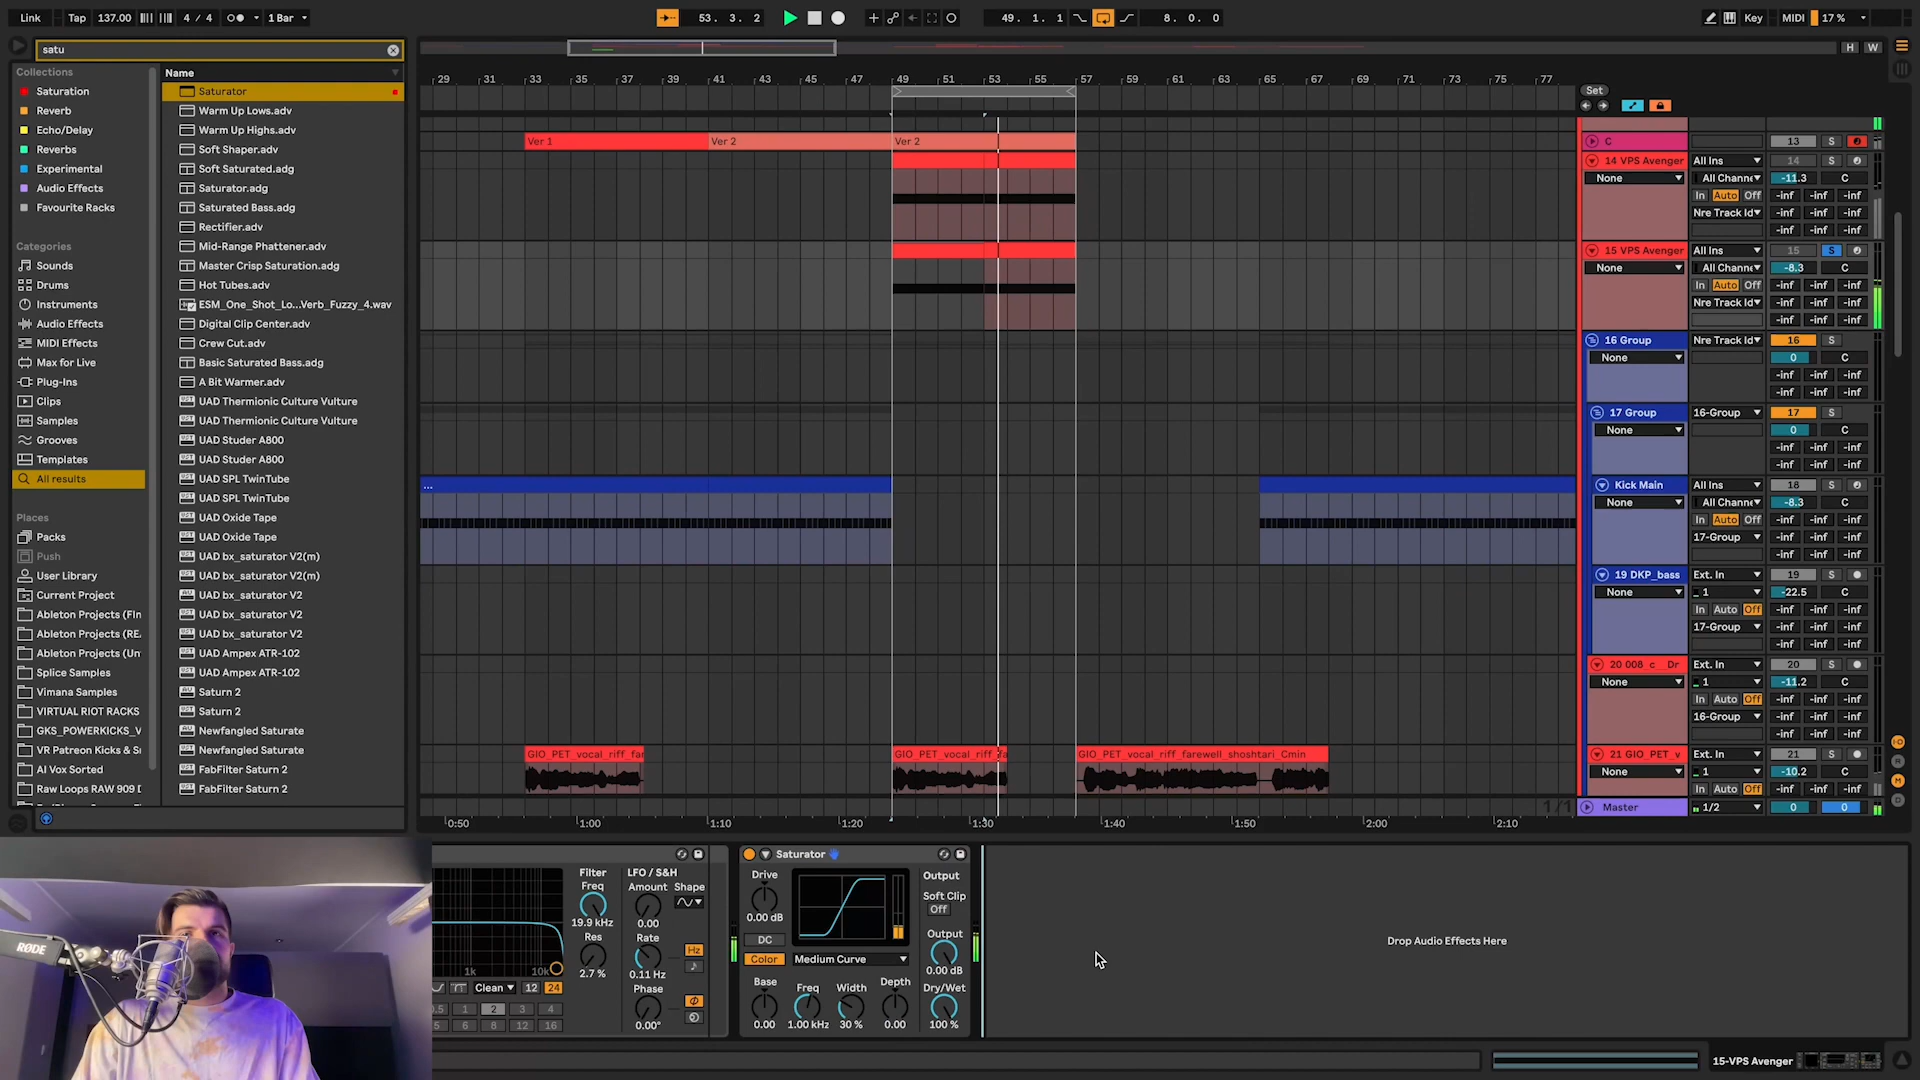 Link
Tap
137.00
4 / 4
1 Bar
53. 3. 2
49. 1. 1
8. 0. 0
Key
MIDI
17 %
satu
H
W
Collections
Saturation
Reverb
Echo/Delay
Reverbs
Experimental
Audio Effects
Favourite Racks
Categories
Sounds
Drums
Instruments
Audio Effects
MIDI Effects
Max for Live
Plug-Ins
Clips
Samples
Grooves
Templates
All results
Places
Packs
Push
User Library
Current Project
Ableton Projects (FIn
Ableton Projects (RE
Ableton Projects (Un
Splice Samples
Vimana Samples
VIRTUAL RIOT RACKS
GKS_POWERKICKS_V
VR Patreon Kicks & Si
AI Vox Sorted
Raw Loops RAW 909 D
Name
Saturator
Warm Up Lows.adv
Warm Up Highs.adv
Soft Shaper.adv
Soft Saturated.adg
Saturator.adg
Saturated Bass.adg
Rectifier.adv
Mid-Range Phattener.adv
Master Crisp Saturation.adg
Hot Tubes.adv
ESM_One_Shot_Lo...Verb_Fuzzy_4.wav
Digital Clip Center.adv
Crew Cut.adv
Basic Saturated Bass.adg
A Bit Warmer.adv
UAD Thermionic Culture Vulture
UAD Thermionic Culture Vulture
UAD Studer A800
UAD Studer A800
UAD SPL TwinTube
UAD SPL TwinTube
UAD Oxide Tape
UAD Oxide Tape
UAD bx_saturator V2(m)
UAD bx_saturator V2(m)
UAD bx_saturator V2
UAD bx_saturator V2
UAD bx_saturator V2
UAD Ampex ATR-102
UAD Ampex ATR-102
Saturn 2
Saturn 2
Newfangled Saturate
Newfangled Saturate
FabFilter Saturn 2
FabFilter Saturn 2
29 31 33 35 37 39 41 43 45 47 49 51 53 55 57 59 61 63 65 67 69 71 73 75 77
Set
Ver 1
Ver 2
Ver 2
...
GIO_PET_vocal_riff_far
GIO_PET_vocal_riff_fa
GIO_PET_vocal_riff_farewell_shoshtari_Cmin
1/1
0:50 1:00 1:10 1:20 1:30 1:40 1:50 2:00 2:10
C
13
S
14 VPS Avenger
All Ins
14
S
None
All Channe
-11.3
C
In Auto Off
-inf -inf -inf
Nre Track Id
-inf -inf -inf
-inf -inf -inf
15 VPS Avenger
All Ins
15
S
None
All Channe
-8.3
C
In Auto Off
-inf -inf -inf
Nre Track Id
-inf -inf -inf
-inf -inf -inf
16 Group
Nre Track Id
16
S
None
0
C
-inf -inf -inf
-inf -inf -inf
17 Group
16-Group
17
S
None
0
C
-inf -inf -inf
-inf -inf -inf
Kick Main
All Ins
18
S
None
All Channe
-8.3
C
In Auto Off
-inf -inf -inf
17-Group
-inf -inf -inf
-inf -inf -inf
19 DKP_bass
Ext. In
19
S
None
1
-22.5
C
In Auto Off
-inf -inf -inf
17-Group
-inf -inf -inf
-inf -inf -inf
20 008 c Dr
Ext. In
20
S
None
1
-11.2
C
In Auto Off
-inf -inf -inf
16-Group
-inf -inf -inf
-inf -inf -inf
21 GIO_PET_v
Ext. In
21
S
None
1
-10.2
C
In Auto Off
-inf -inf -inf
Master
1/2
0
0
R
M
D
RØDE
1k
10k
Clean
12
24
1 2 3 4
6 8 12 16
Filter
Freq
19.9 kHz
Res
2.7 %
LFO / S&H
Amount
Shape
0.00
Rate
Hz
0.11 Hz
Phase
0.00°
Saturator
Drive
0.00 dB
DC
Color
Medium Curve
Output
Soft Clip
Off
Output
0.00 dB
Base
0.00
Freq
1.00 kHz
Width
30 %
Depth
0.00
Dry/Wet
100 %
Drop Audio Effects Here
15-VPS Avenger